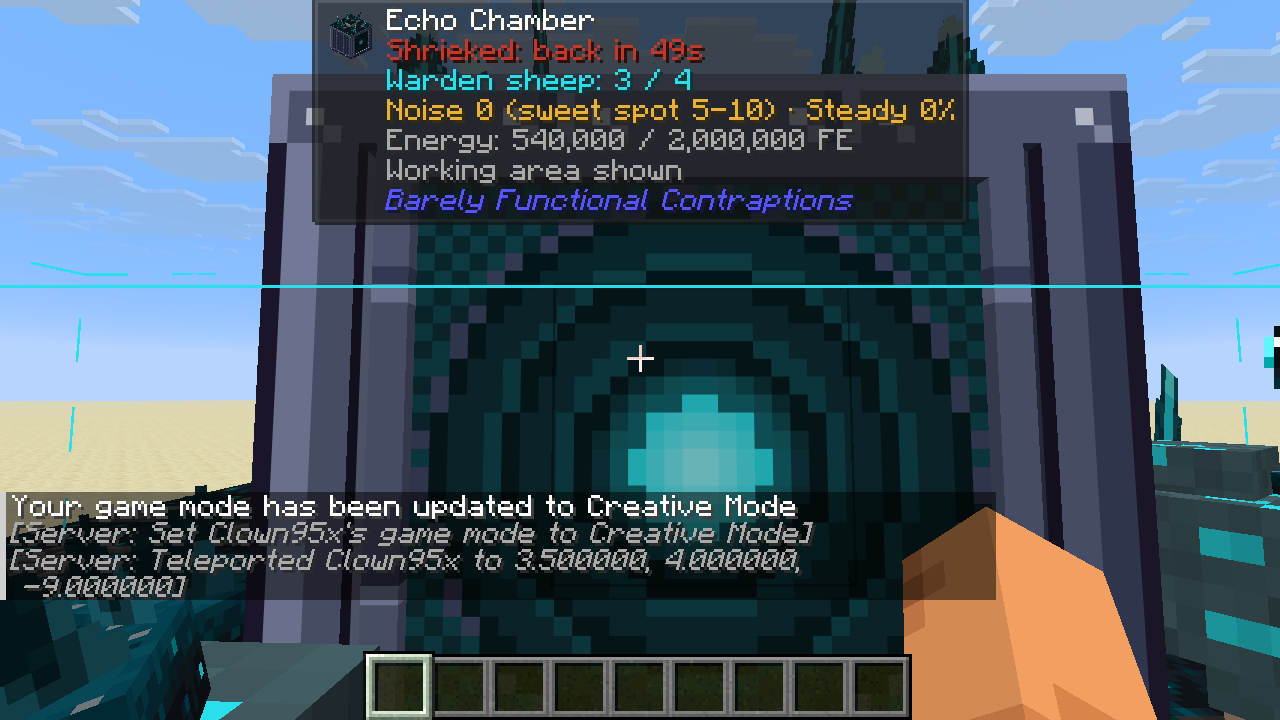 Echo Chamber
Shrieked: back in 49s
Warden sheep: 3 / 4
Noise 0 (sweet spot 5-10) · Steady 0%
Energy: 540,000 / 2,000,000 FE
Working area shown
Barely Functional Contraptions
Your game mode has been updated to Creative Mode
[Server: Set Clown95x's game mode to Creative Mode]
[Server: Teleported Clown95x to 3.500000, 4.000000,
-9.000000]